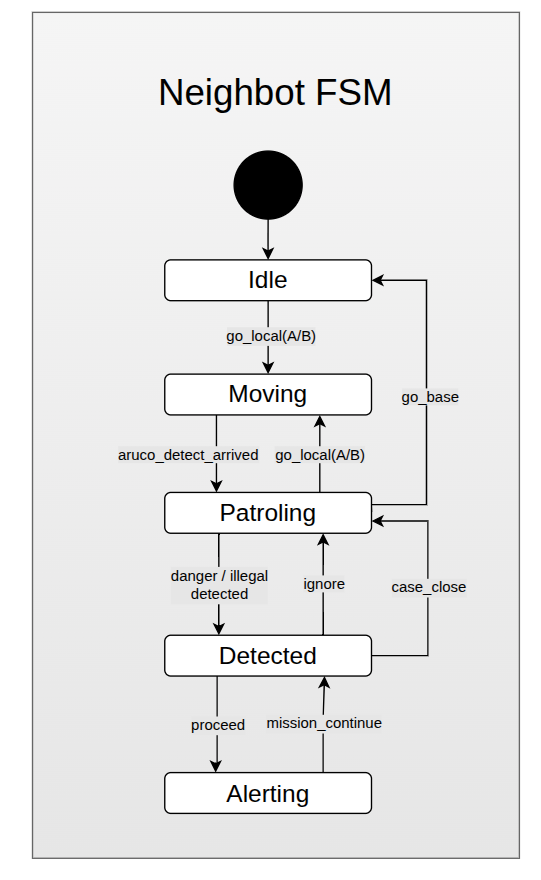 Neighbot FSM
Idle
go_local(A/B)
Moving
go_base
aruco_detect_arrived
go_local(A/B)
Patroling
danger / illegal
detected
ignore
case_close
Detected
proceed
mission_continue
Alerting